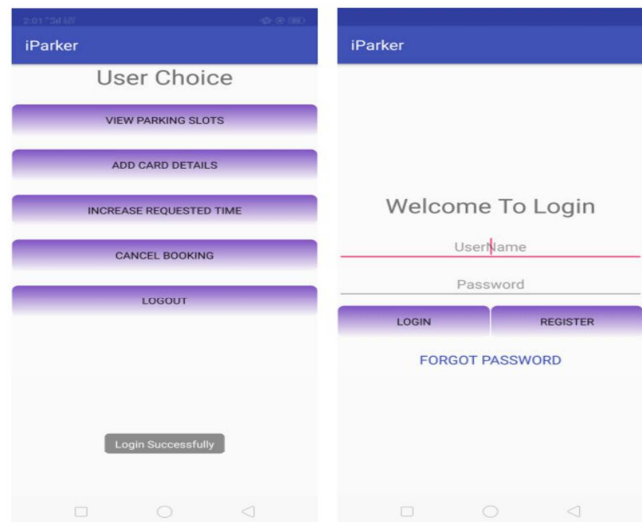 iParker
User Choice
VIEW PARKING SLOTS
ADD CARD DETAILS
INCREASE REQUESTED TIME
CANCEL BOOKING
LOGOUT
Login Successfully
iParker
Welcome To Login
UserName
Password
LOGIN REGISTER
FORGOT PASSWORD